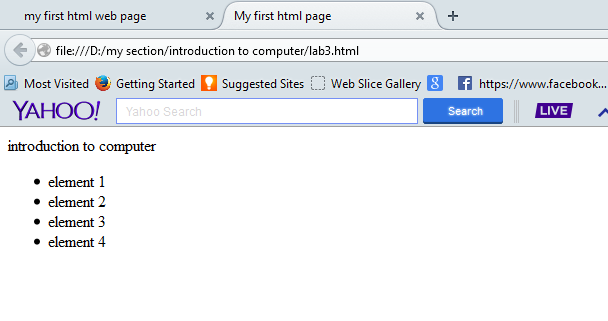 my first html web page
My first html page
file:///D:/my section/introduction to computer/lab3.html
Most Visited Getting Started Suggested Sites Web Slice Gallery 8 f https://www.facebook...
YAHOO! Yahoo Search Search LIVE
introduction to computer
element 1
element 2
element 3
element 4